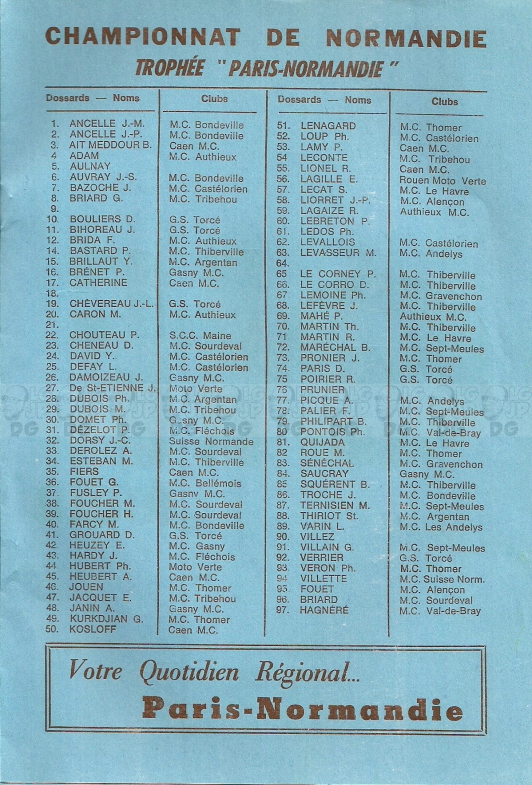 CHAMPIONNAT DE NORMANDIE
TROPHÉE "PARIS-NORMANDIE"
Dossards — Noms Clubs
1. ANCELLE J.-M. M.C. Bondeville
2. ANCELLE J.-P. M.C. Bondeville
3. AIT MEDDOUR B. Caen M.C.
4 ADAM M.C. Authieux
5. AULNAY
6. AUVRAY J.-S. M.C. Bondeville
7. BAZOCHE J. M.C. Castélorien
8. BRIARD G. M.C. Tribehou
9.
10. BOULIERS D. G.S. Torcé
11. BIHOREAU J. G.S. Torcé
12. BRIDA F. M.C. Authieux
14. BASTARD P. M.C. Thiberville
15. BRILLAUT Y. M.C. Argentan
16. BRÉNET P. Gasny M.C.
17. CATHERINE Caen M.C.
18.
19. CHÉVEREAU J.-L. G.S. Torcé
20. CARON M. M.C. Authieux
21.
22. CHOUTEAU P. S.C.C. Maine
23. CHENEAU D. M.C. Sourdeval
24. DAVID Y. M.C. Castélorien
25. DEFAY L. M.C. Castélorien
26. DAMOIZEAU J. Gasny M.C.
27. De St-ETIENNE J. Moto Verte
28. DUBOIS Ph. M.C. Argentan
29. DUBOIS M. M.C. Tribehou
30. DOMET Ph. Gasny M.C.
31. DÉZELOT P. M.C. Fléchois
32. DORSY J.-C. Suisse Normande
33. DEROLEZ A. M.C. Sourdeval
34. ESTEBAN M. M.C. Thiberville
35. FIERS Caen M.C.
36. FOUET G. M.C. Bellémois
37. FUSLEY P. Gasny M.C.
38. FOUCHER M. M.C. Sourdeval
39. FOUCHER H. M.C. Sourdeval
40. FARCY M. M.C. Bondeville
41. GROUARD D. G.S. Torcé
42 HEUZEY E. M.C. Gasny
43. HARDY J. M.C. Fléchois
44 HUBERT Ph. Moto Verte
45. HEUBERT A. Caen M.C.
46. JOUEN M.C. Thomer
47. JACQUET E. M.C. Tribehou
48. JANIN A. Gasny M.C.
49. KURKDJIAN G. M.C. Thomer
50. KOSLOFF Caen M.C.
Dossards — Noms Clubs
51. LENAGARD M.C. Thomer
52. LOUP Ph. M.C. Castélorien
53. LAMY P. Caen M.C.
54 LECONTE M.C. Tribehou
55. LIONEL R. Caen M.C.
56. LAGILLE E. Rouen Moto Verte
57. LECAT S. M.C. Le Havre
58. LIORRET J.-P. M.C. Alençon
59. LAGAIZE R. Authieux M.C.
60. LEBRETON P.
61. LEDOS Ph.
62. LEVALLOIS M.C. Castélorien
63. LEVASSEUR M. M.C. Andelys
64.
65 LE CORNEY P. M.C. Thiberville
66. LE CORRO D. M.C. Thiberville
67 LEMOINE Ph. M.C. Gravenchon
68. LEFÈVRE J. M.C. Thiberville
69. MAHÉ P. Authieux M.C.
70. MARTIN Th. M.C. Thiberville
71 MARTIN R. M.C. Le Havre
72. MARÉCHAL B. M.C. Sept-Meules
73. PRONIER J. M.C. Thomer
74. PARIS D. G.S. Torcé
75 POIRIER R. G.S. Torcé
76 PRUNIER
77. PICQUE A. M.C. Andelys
78. PALIER F. M.C. Sept-Meules
79. PHILIPART B. M.C. Thiberville
80 PONTOIS Ph. M.C. Val-de-Bray
81. QUIJADA M.C. Le Havre
82 ROUE M. M.C. Thomer
83. SÉNÉCHAL M.C. Gravenchon
84. SAUCRAY Gasny M.C.
85 SQUÉRENT B. M.C. Thiberville
86 TROCHE J. M.C. Bondeville
87. TERNISIEN M. M.C. Sept-Meules
88. THIRIOT St. M.C. Argentan
89. VARIN L. M.C. Les Andelys
90. VILLEZ
91. VILLAIN G. M.C. Sept-Meules
92. VERRIER G.S. Torcé
93. VERON Ph. M.C. Thomer
94 VILLETTE M.C. Suisse Norm.
95. FOUET M.C. Alençon
96. BRIARD M.C. Sourdeval
97. HAGNÉRÉ M.C. Val-de-Bray
Votre Quotidien Régional...
Paris-Normandie